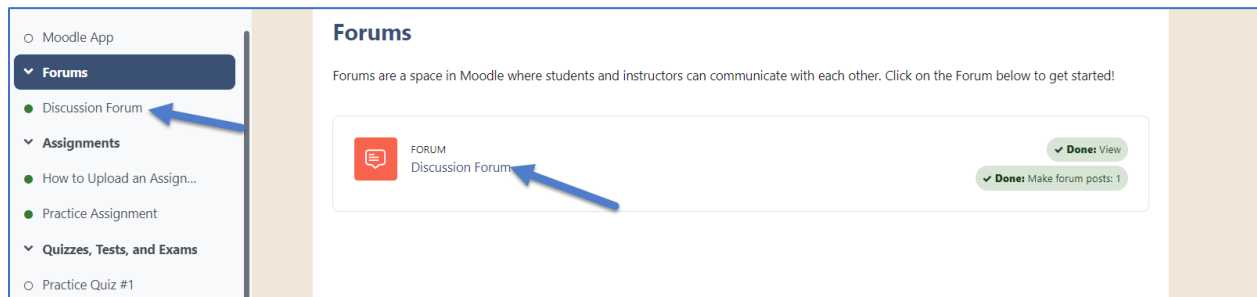 Moodle App
Forums
Discussion Forum
Assignments
How to Upload an Assign...
Practice Assignment
Quizzes, Tests, and Exams
Practice Quiz #1
Forums
Forums are a space in Moodle where students and instructors can communicate with each other. Click on the Forum below to get started!
FORUM
Discussion Forum
Done: View
Done: Make forum posts: 1